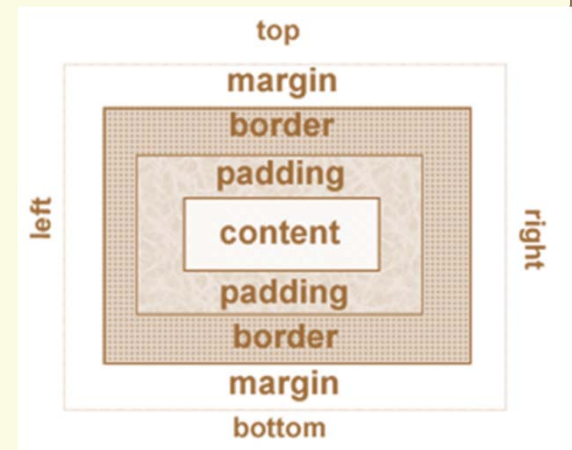 top
margin
border
padding
left
content
right
padding
border
margin
bottom